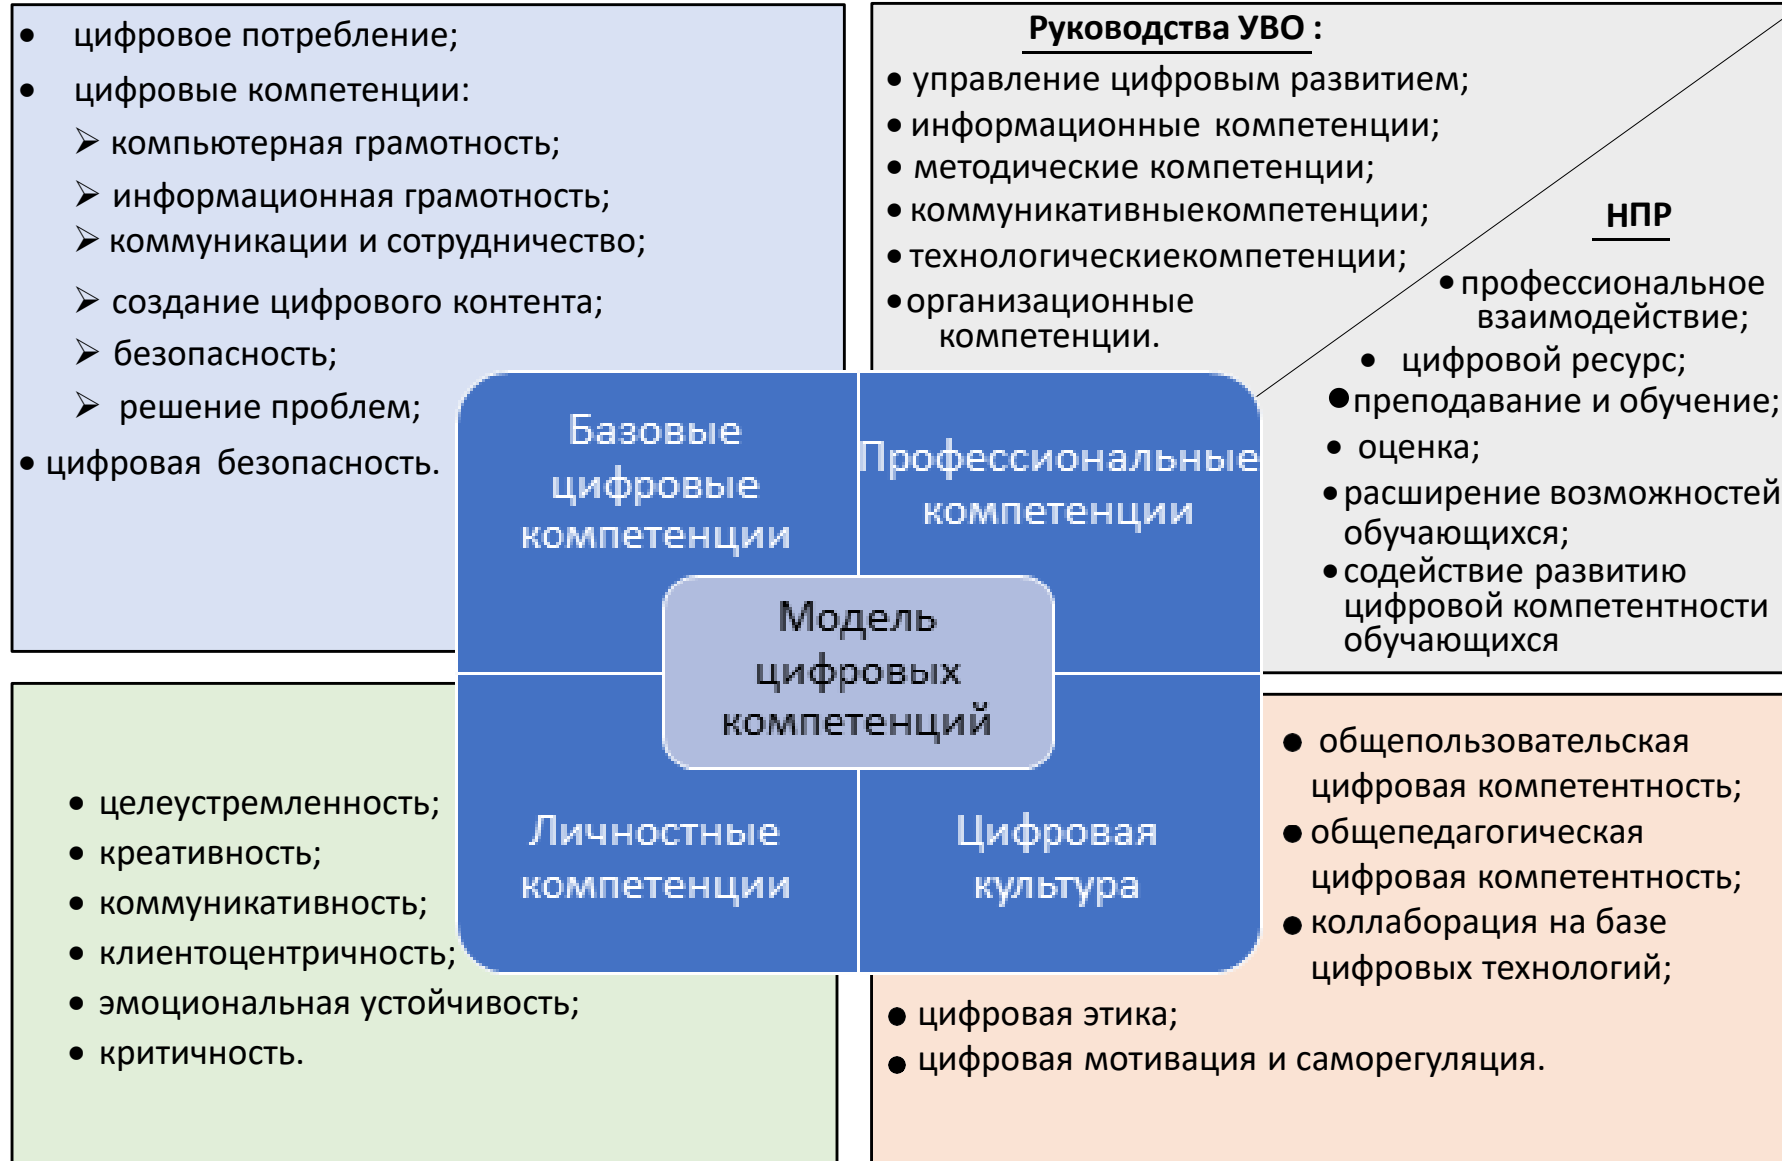 • цифровое потребление;
• цифровые компетенции:
➢ компьютерная грамотность;
➢ информационная грамотность;
➢ коммуникации и сотрудничество;
➢ создание цифрового контента;
➢ безопасность;
➢ решение проблем;
• цифровая безопасность.
Руководства УВО :
• управление цифровым развитием;
• информационные компетенции;
• методические компетенции;
• коммуникативныекомпетенции;
• технологическиекомпетенции;
• организационные
компетенции.
НПР
• профессиональное
взаимодействие;
• цифровой ресурс;
• преподавание и обучение;
• оценка;
• расширение возможностей
обучающихся;
• содействие развитию
цифровой компетентности
обучающихся
Базовые
цифровые
компетенции
Профессиональные
компетенции
Модель
цифровых
компетенций
Личностные
компетенции
Цифровая
культура
• целеустремленность;
• креативность;
• коммуникативность;
• клиентоцентричность;
• эмоциональная устойчивость;
• критичность.
• общепользовательская
цифровая компетентность;
• общепедагогическая
цифровая компетентность;
• коллаборация на базе
цифровых технологий;
• цифровая этика;
• цифровая мотивация и саморегуляция.